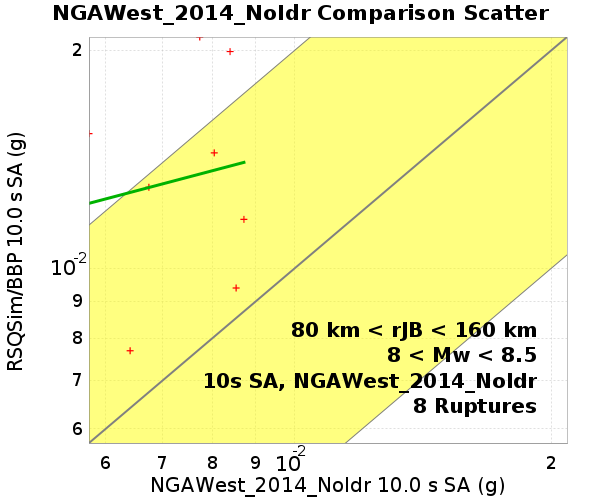 NGAWest_2014_NoIdr Comparison Scatter
RSQSim/BBP 10.0 s SA (g)
2
10-2
9
8
7
6
80 km < rJB < 160 km
8 < Mw < 8.5
10s SA, NGAWest_2014_NoIdr
8 Ruptures
6 7 8 9 10-2 2
NGAWest_2014_NoIdr 10.0 s SA (g)